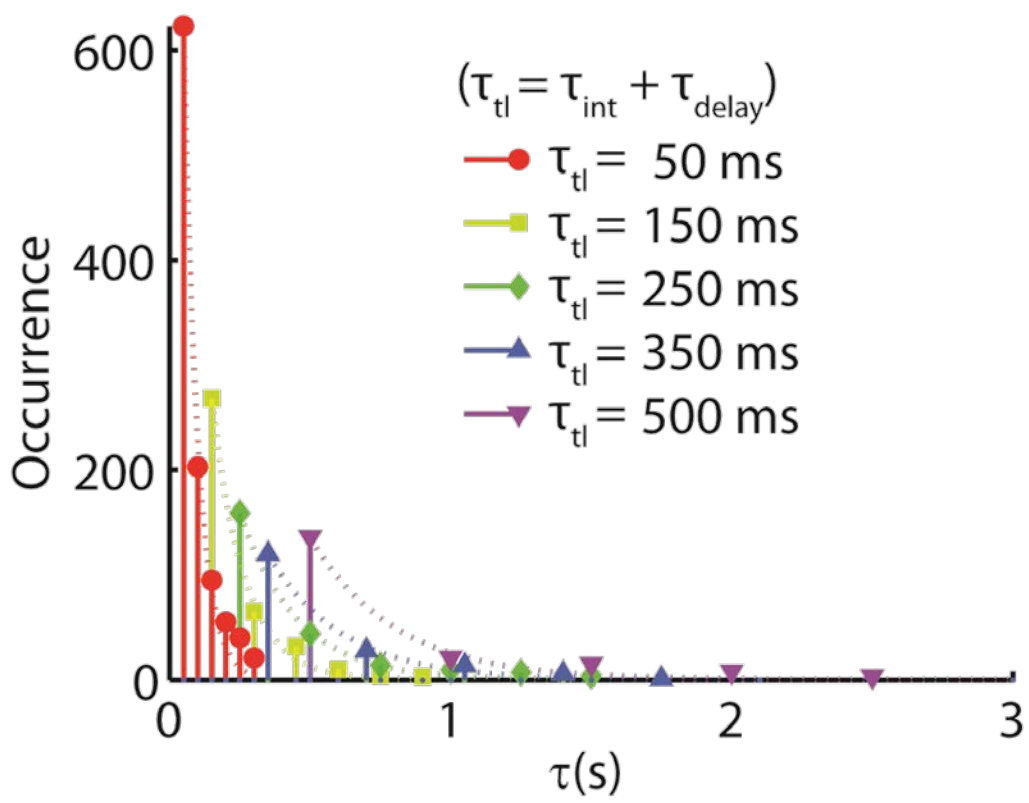 600
400
200
0
Occurrence
(τtl = τint + τdelay)
τtl = 50 ms
τtl = 150 ms
τtl = 250 ms
τtl = 350 ms
τtl = 500 ms
0 1 2 3
τ(s)